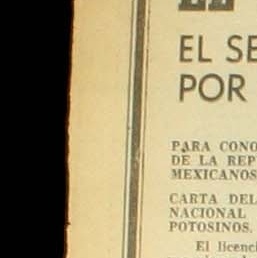 EL SE
POR
PARA CONO
DE LA REP
MEXICANOS
CARTA DEL
NACIONAL
POTOSINOS.
El licenci